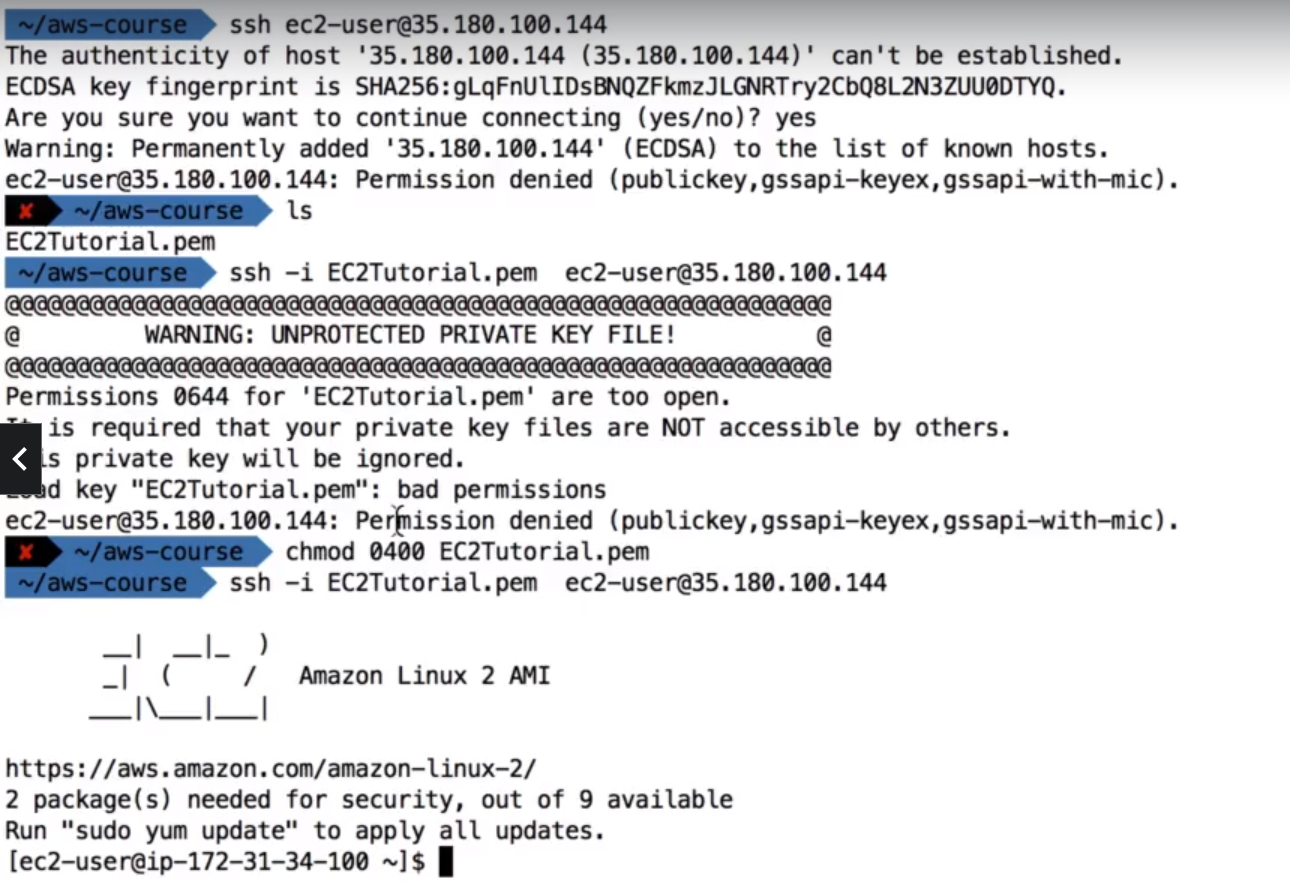 ~/aws-course ssh ec2-user@35.180.100.144
The authenticity of host '35.180.100.144 (35.180.100.144)' can't be established.
ECDSA key fingerprint is SHA256:gLqFnUlIDsBNQZFkmzJLGNRTry2CbQ8L2N3ZUU0DTYQ.
Are you sure you want to continue connecting (yes/no)? yes
Warning: Permanently added '35.180.100.144' (ECDSA) to the list of known hosts.
ec2-user@35.180.100.144: Permission denied (publickey,gssapi-keyex,gssapi-with-mic).
✘ ~/aws-course ls
EC2Tutorial.pem
~/aws-course ssh -i EC2Tutorial.pem  ec2-user@35.180.100.144
@@@@@@@@@@@@@@@@@@@@@@@@@@@@@@@@@@@@@@@@@@@@@@@@@@@@@@@@@@@
@         WARNING: UNPROTECTED PRIVATE KEY FILE!          @
@@@@@@@@@@@@@@@@@@@@@@@@@@@@@@@@@@@@@@@@@@@@@@@@@@@@@@@@@@@
Permissions 0644 for 'EC2Tutorial.pem' are too open.
It is required that your private key files are NOT accessible by others.
is private key will be ignored.
ad key "EC2Tutorial.pem": bad permissions
ec2-user@35.180.100.144: Permission denied (publickey,gssapi-keyex,gssapi-with-mic).
✘ ~/aws-course chmod 0400 EC2Tutorial.pem
~/aws-course ssh -i EC2Tutorial.pem  ec2-user@35.180.100.144
       __|  __|_  )
       _|  (     /   Amazon Linux 2 AMI
      ___|\___|___|
https://aws.amazon.com/amazon-linux-2/
2 package(s) needed for security, out of 9 available
Run "sudo yum update" to apply all updates.
[ec2-user@ip-172-31-34-100 ~]$